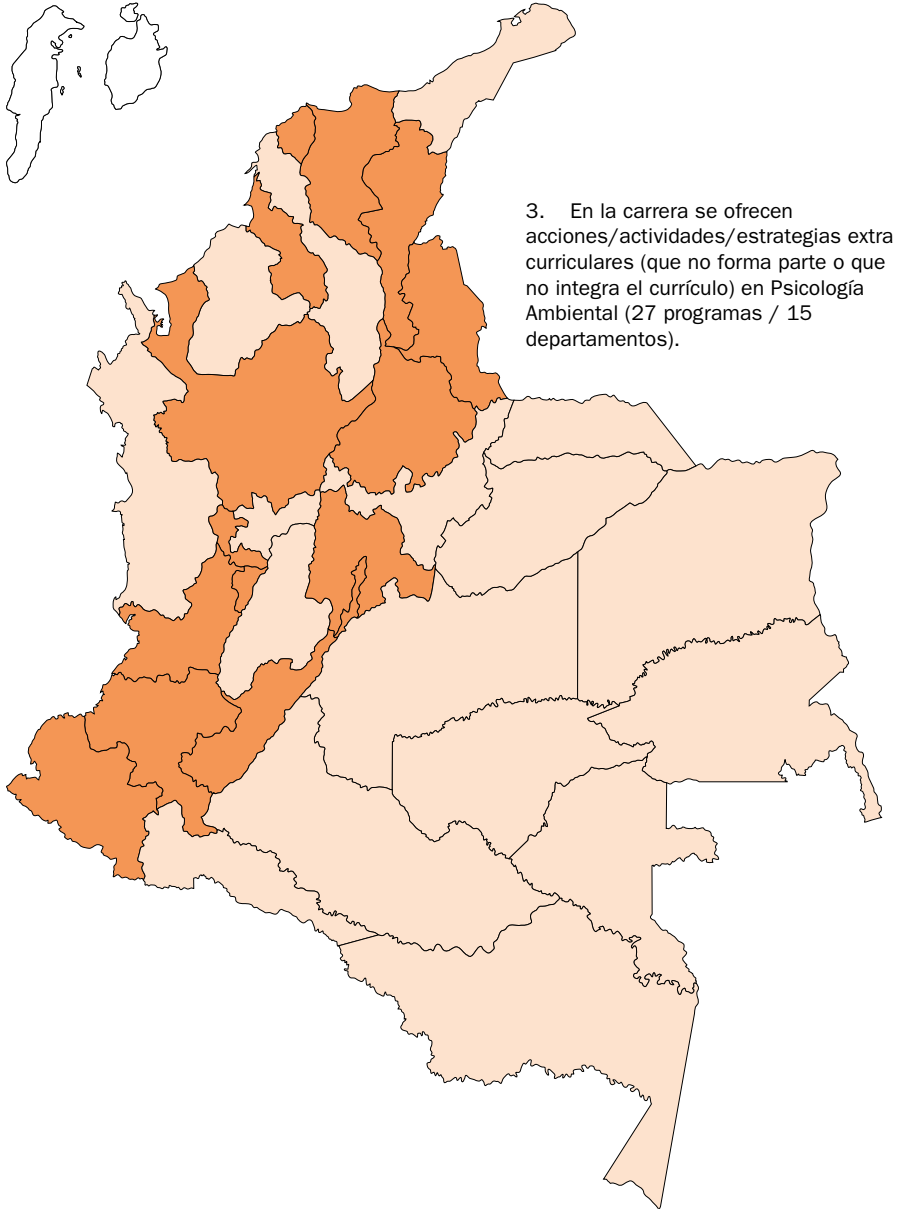 3. En la carrera se ofrecen
acciones/actividades/estrategias extra
curriculares (que no forma parte o que
no integra el currículo) en Psicología
Ambiental (27 programas / 15
departamentos).